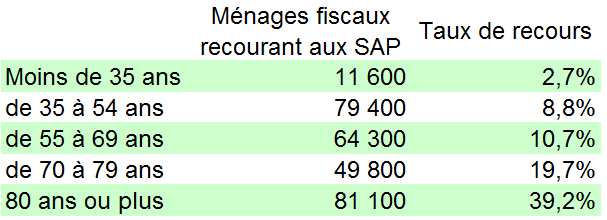 Ménages fiscaux
recourant aux SAP
Taux de recours
Moins de 35 ans 11 600 2,7%
de 35 à 54 ans 79 400 8,8%
de 55 à 69 ans 64 300 10,7%
de 70 à 79 ans 49 800 19,7%
80 ans ou plus 81 100 39,2%